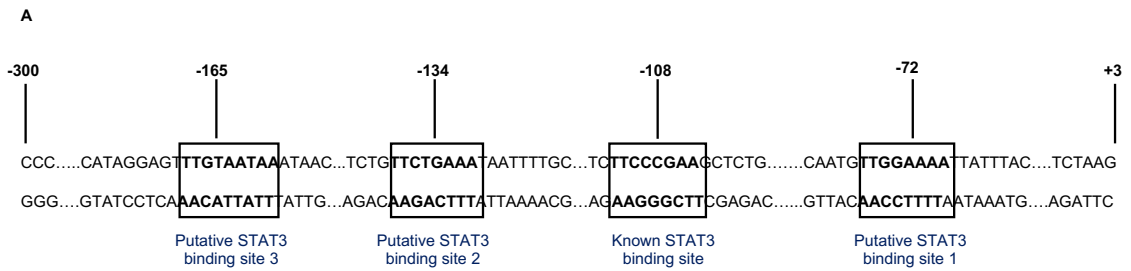 A
-300 -165 -134 -108 -72 +3
CCC.....CATAGGAGTTTGTAATAAATAAC...TCTGTTCTGAAATAATTTTGC...TCTTCCCGAAGCTCTG.......CAATGTTGGAAAATTATTTAC....TCTAAG
GGG....GTATCCTCAAACATTATTTATTG...AGACAAGACTTTATTAAAACG...AGAAGGGCTTCGAGAC......GTTACAACCTTTTAATAAATG...AGATTC
Putative STAT3 Putative STAT3 Known STAT3 Putative STAT3
binding site 3 binding site 2 binding site binding site 1